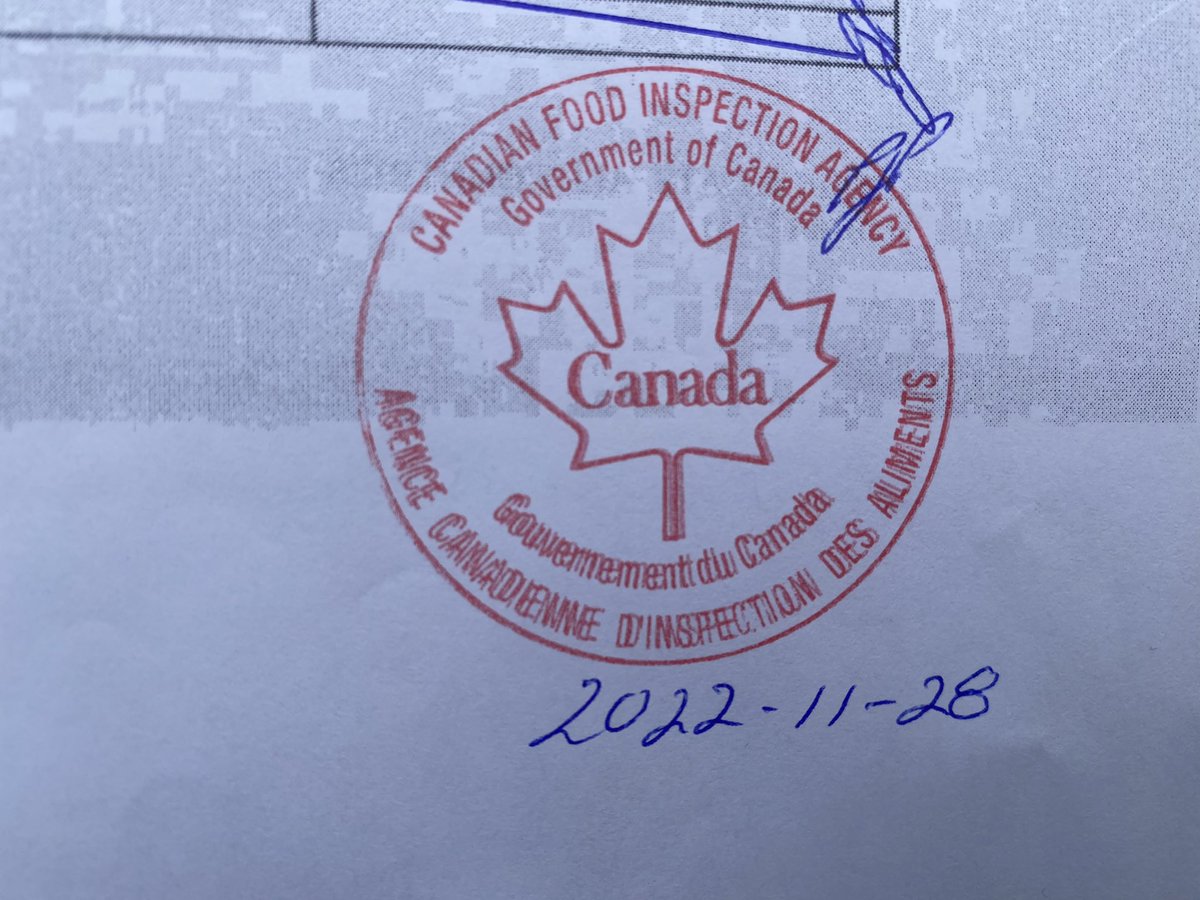 CANADIAN FOOD INSPECTION AGENCY
Government of Canada
Canada
Gouvernement du Canada
AGENCE CANADIENNE D'INSPECTION DES ALIMENTS
2022-11-28